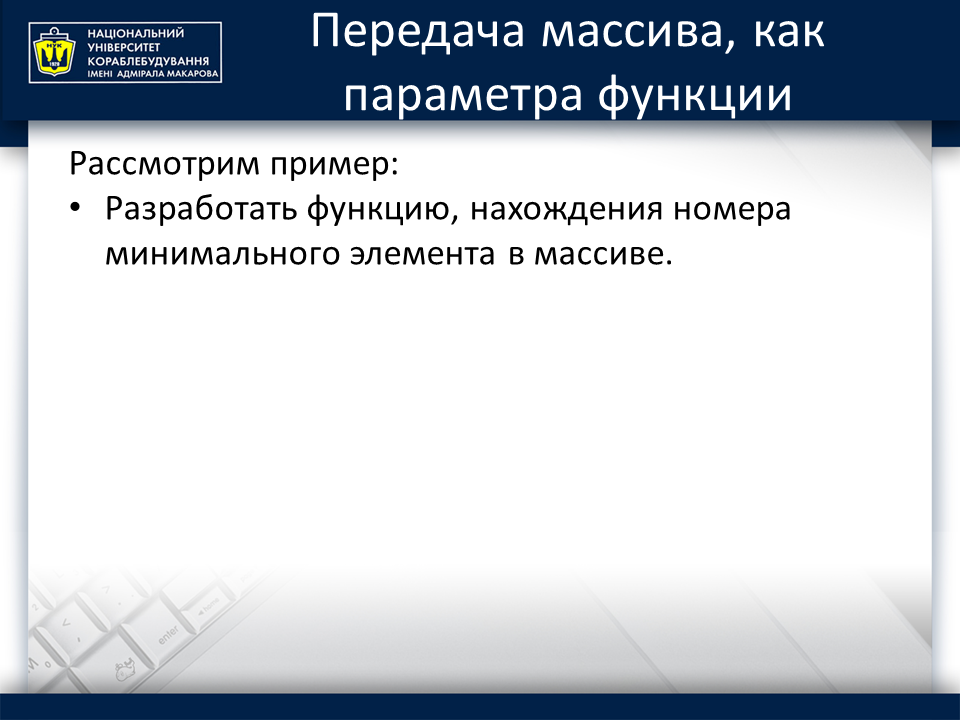 НАЦІОНАЛЬНИЙ
УНІВЕРСИТЕТ
КОРАБЛЕБУДУВАННЯ
ІМЕНІ АДМІРАЛА МАКАРОВА
НУК
1920
Передача массива, как
параметра функции
Рассмотрим пример:
• Разработать функцию, нахождения номера
минимального элемента в массиве.
enter